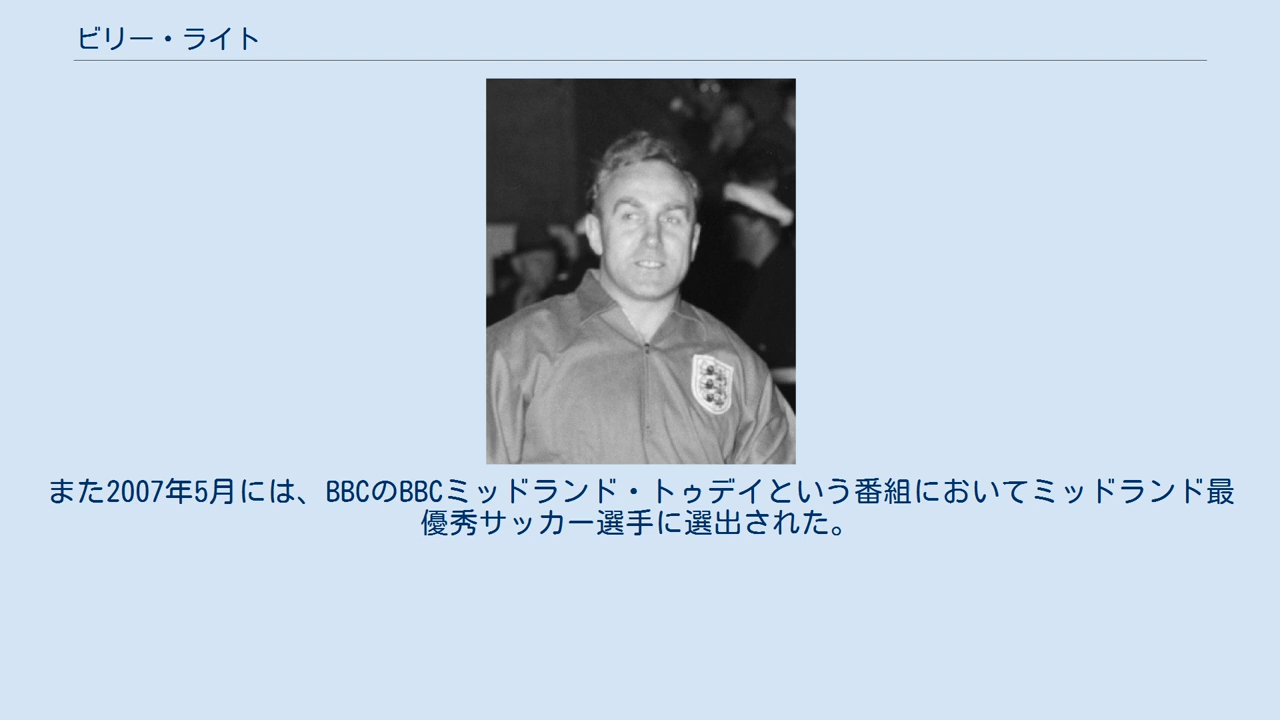 ビリー・ライト
また2007年5月には、BBCのBBCミッドランド・トゥデイという番組においてミッドランド最
優秀サッカー選手に選出された。